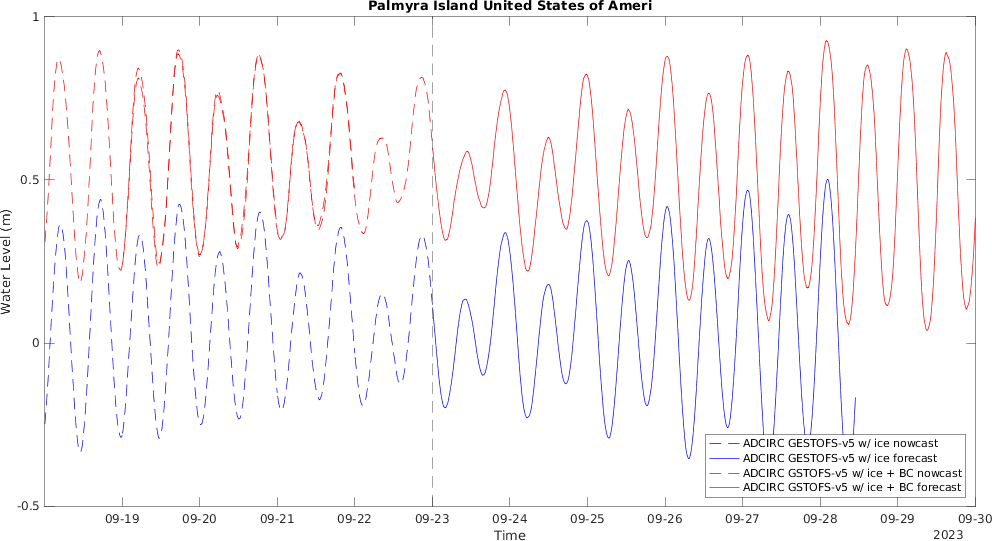 Palmyra Island United States of Ameri
Water Level (m)
1
0.5
0
-0.5
ADCIRC GESTOFS-v5 w/ ice nowcast
ADCIRC GESTOFS-v5 w/ ice forecast
ADCIRC GSTOFS-v5 w/ ice + BC nowcast
ADCIRC GSTOFS-v5 w/ ice + BC forecast
09-19 09-20 09-21 09-22 09-23 09-24 09-25 09-26 09-27 09-28 09-29 09-30
Time
2023